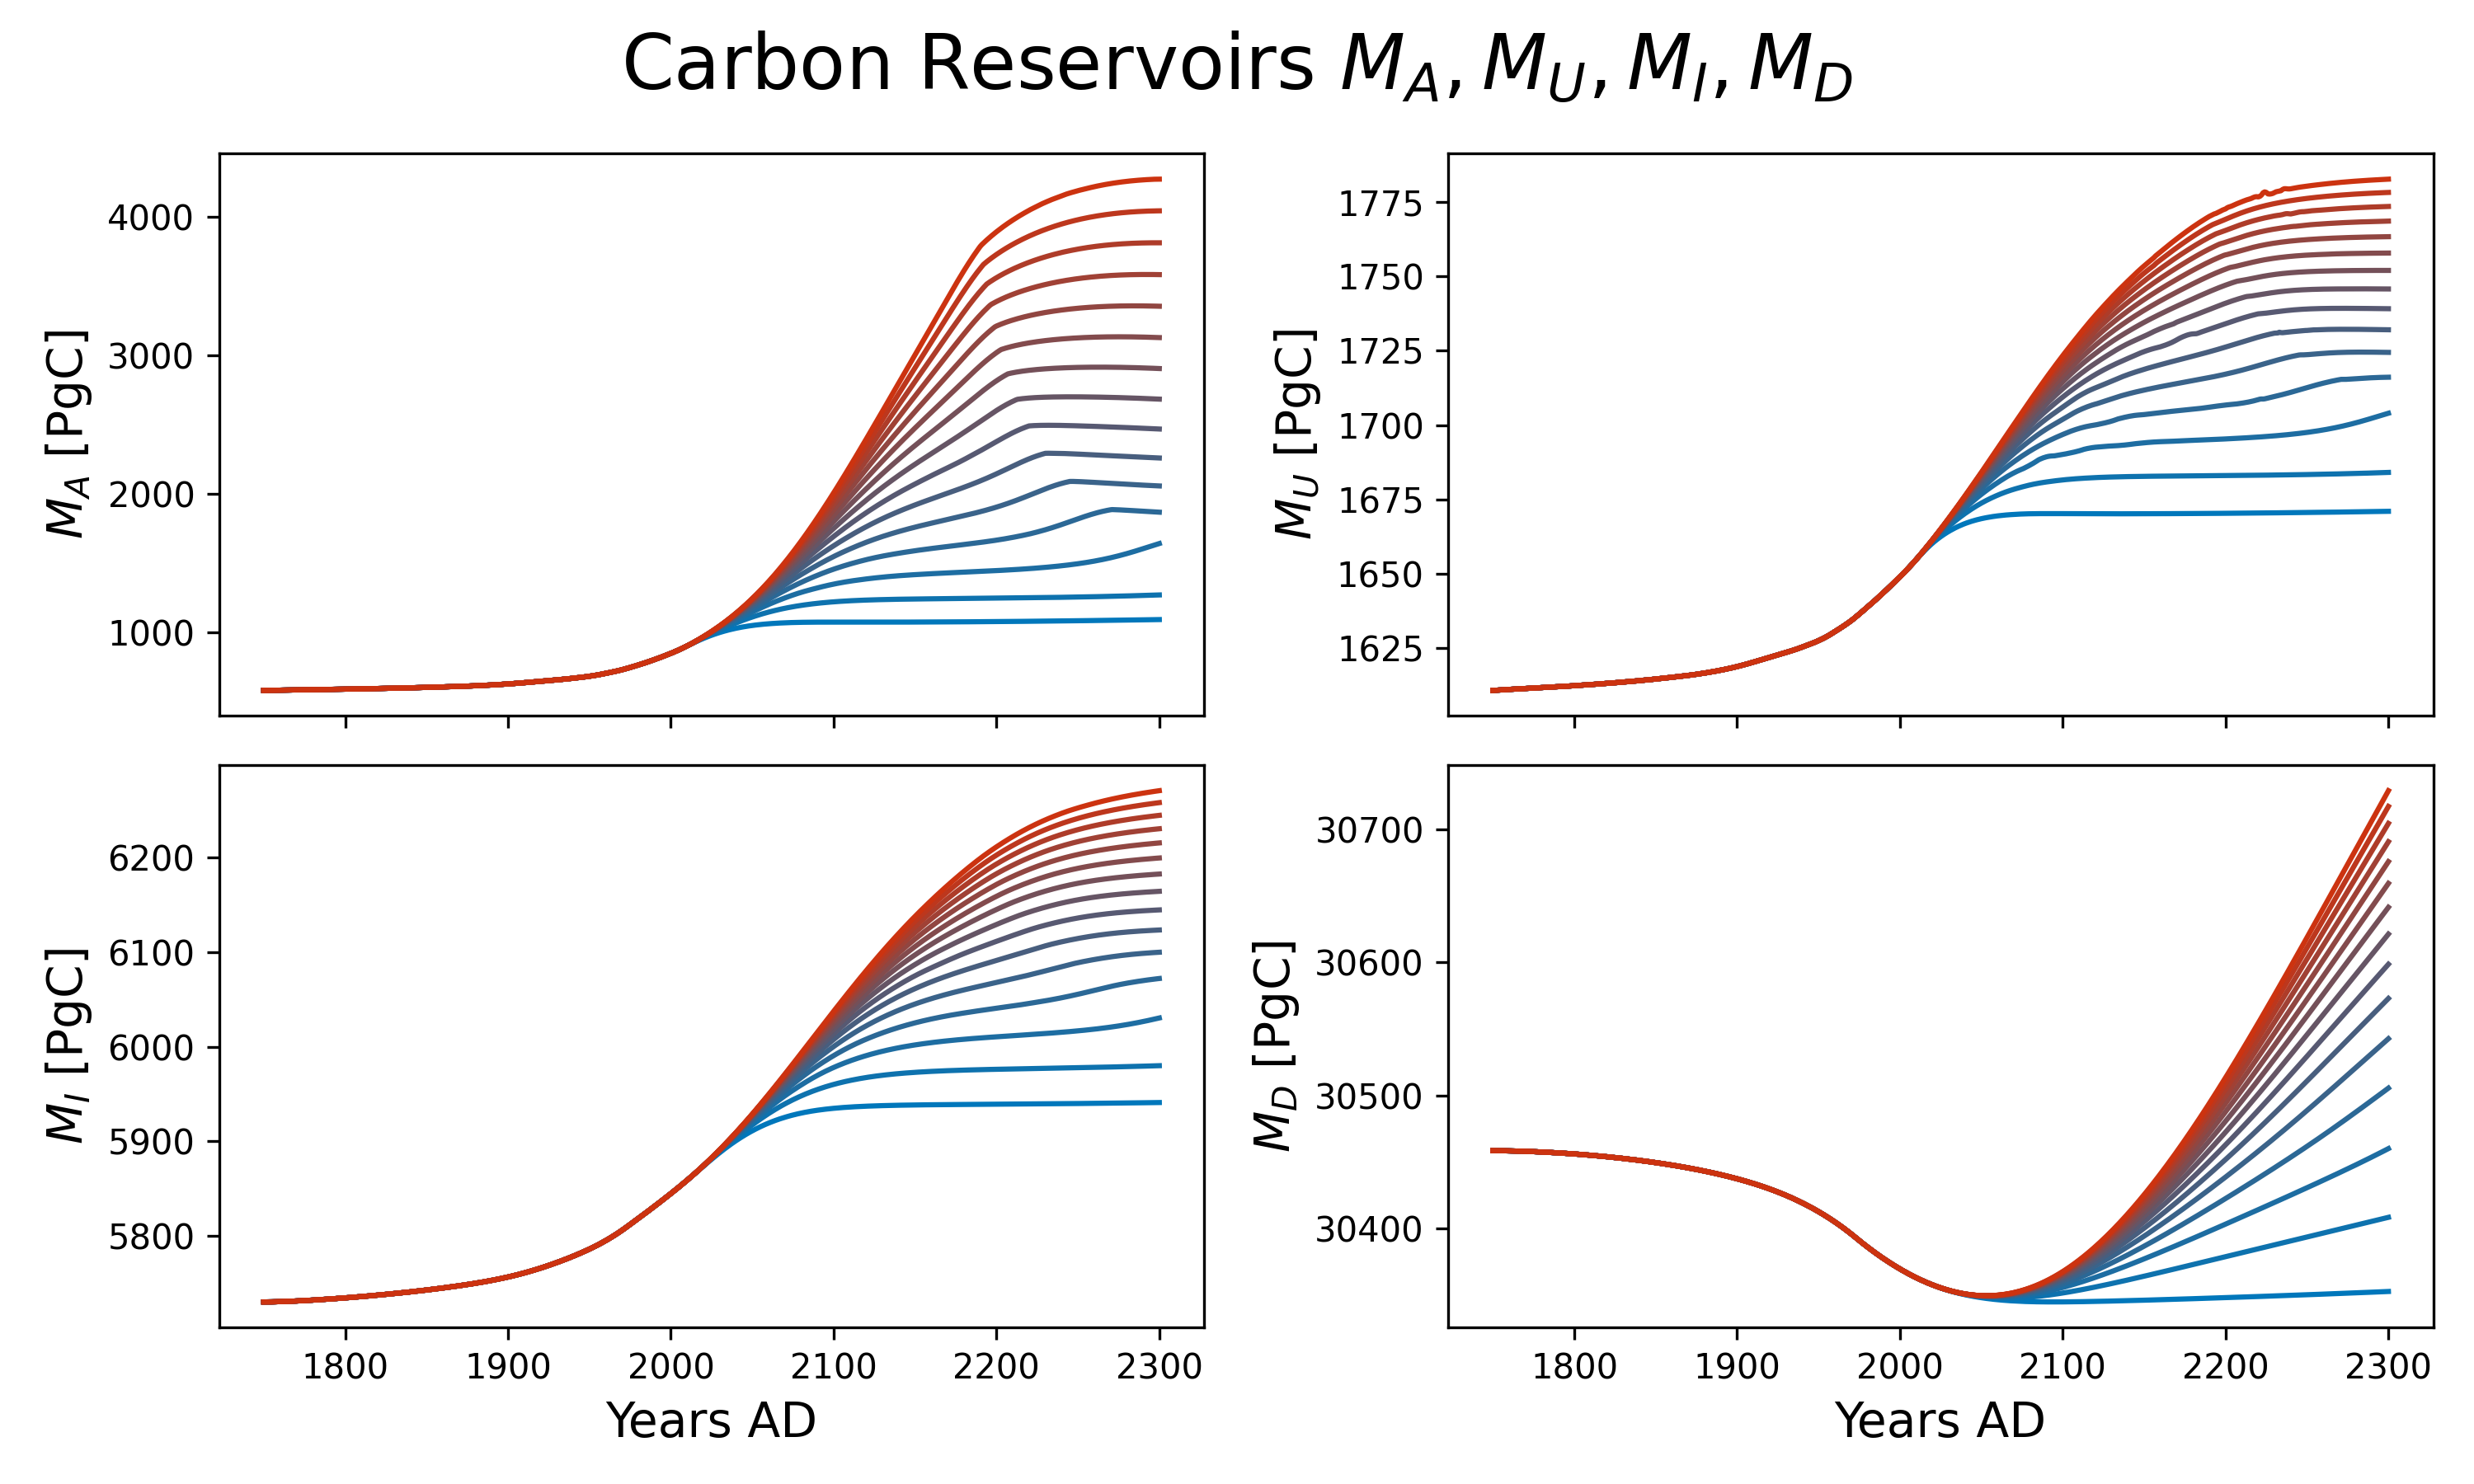 Carbon Reservoirs M_A, M_U, M_I, M_D
M_A [PgC]
4000
3000
2000
1000
M_U [PgC]
1775
1750
1725
1700
1675
1650
1625
M_I [PgC]
6200
6100
6000
5900
5800
1800 1900 2000 2100 2200 2300
Years AD
M_D [PgC]
30700
30600
30500
30400
1800 1900 2000 2100 2200 2300
Years AD